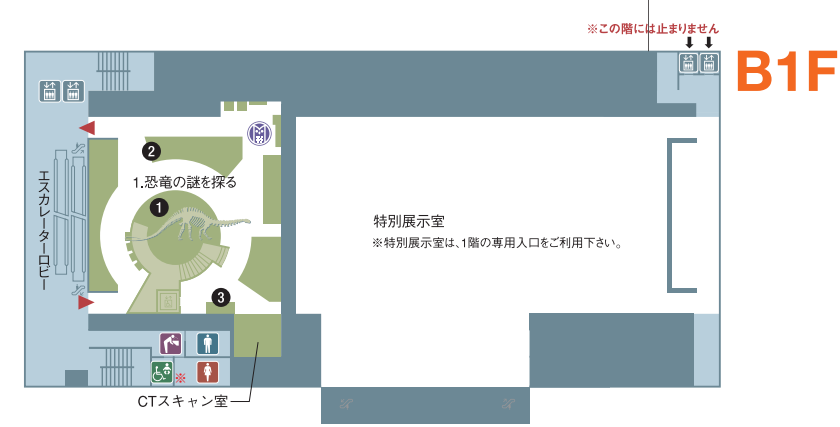 ※この階には止まりません
B1F
エスカレーターロビー
2
1.恐竜の謎を探る
1
3
特別展示室
※特別展示室は、1階の専用入口をご利用下さい。
※
CTスキャン室